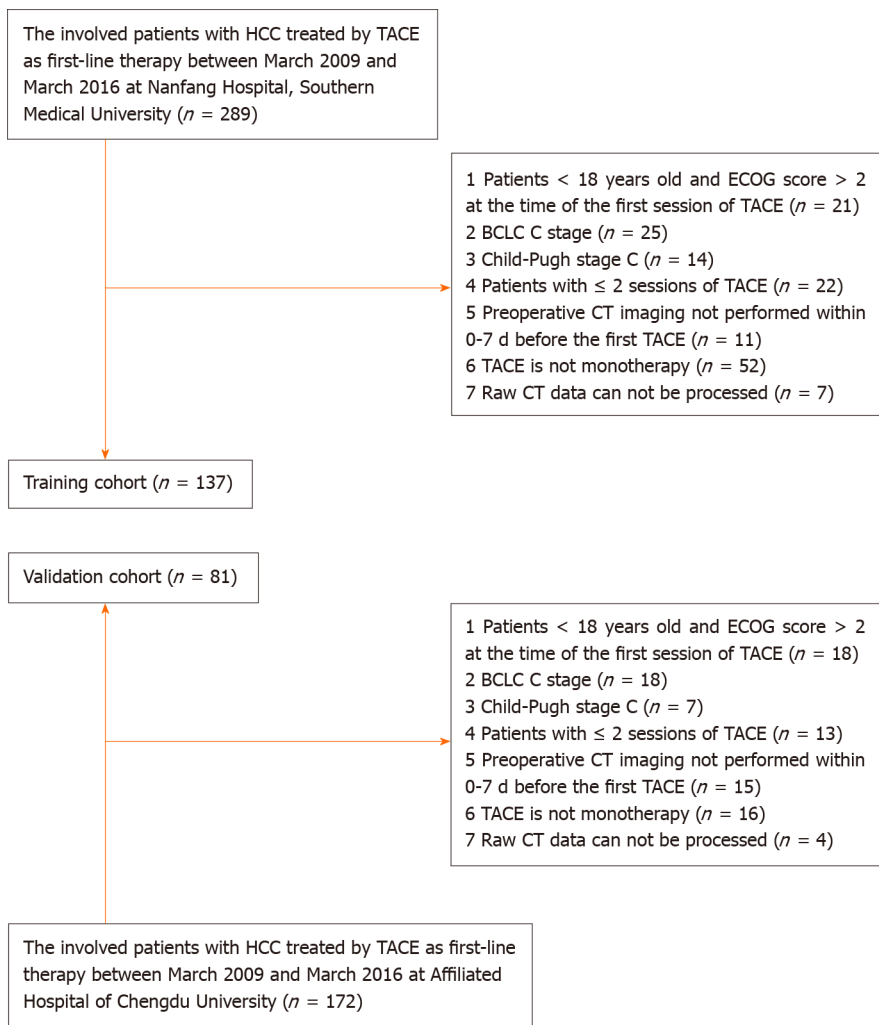 The involved patients with HCC treated by TACE
as first-line therapy between March 2009 and
March 2016 at Nanfang Hospital, Southern
Medical University (n = 289)
1 Patients < 18 years old and ECOG score > 2
at the time of the first session of TACE (n = 21)
2 BCLC C stage (n = 25)
3 Child-Pugh stage C (n = 14)
4 Patients with ≤ 2 sessions of TACE (n = 22)
5 Preoperative CT imaging not performed within
0-7 d before the first TACE (n = 11)
6 TACE is not monotherapy (n = 52)
7 Raw CT data can not be processed (n = 7)
Training cohort (n = 137)
Validation cohort (n = 81)
1 Patients < 18 years old and ECOG score > 2
at the time of the first session of TACE (n = 18)
2 BCLC C stage (n = 18)
3 Child-Pugh stage C (n = 7)
4 Patients with ≤ 2 sessions of TACE (n = 13)
5 Preoperative CT imaging not performed within
0-7 d before the first TACE (n = 15)
6 TACE is not monotherapy (n = 16)
7 Raw CT data can not be processed (n = 4)
The involved patients with HCC treated by TACE as first-line
therapy between March 2009 and March 2016 at Affiliated
Hospital of Chengdu University (n = 172)